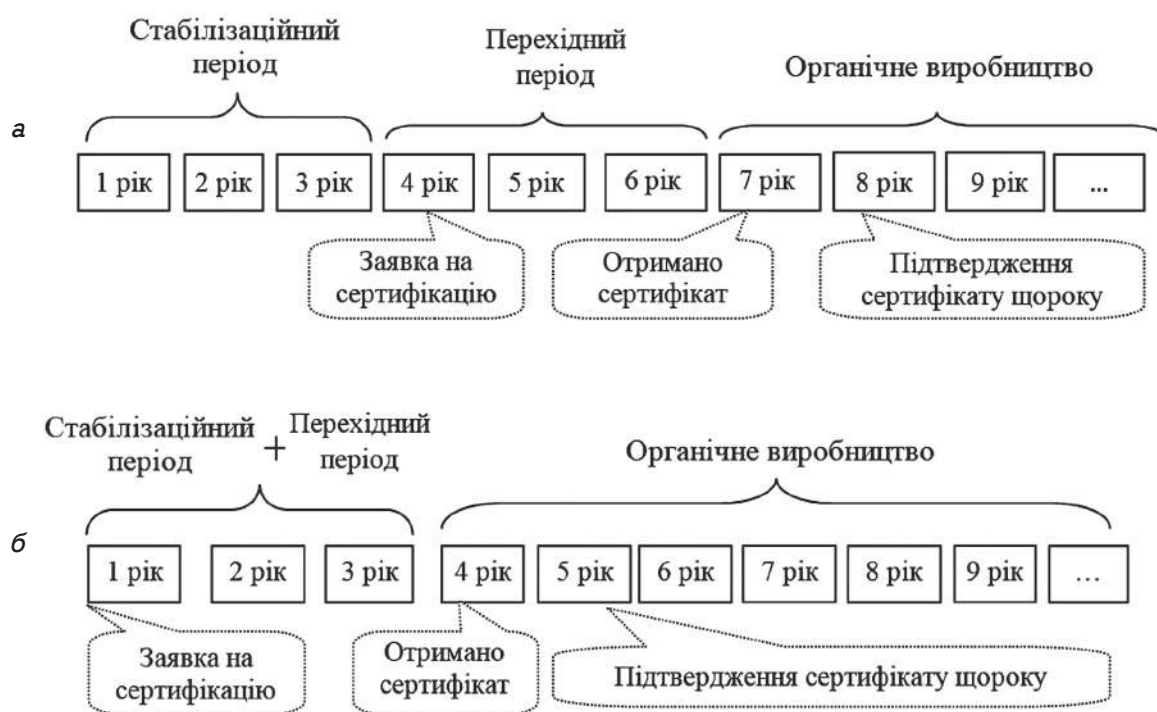 Стабілізаційний
період
Перехідний
період
Органічне виробництво
а
1 рік 2 рік 3 рік 4 рік 5 рік 6 рік 7 рік 8 рік 9 рік ...
Заявка на
сертифікацію
Отримано
сертифікат
Підтвердження
сертифікату щороку
Стабілізаційний
період
+
Перехідний
період
Органічне виробництво
б
1 рік 2 рік 3 рік 4 рік 5 рік 6 рік 7 рік 8 рік 9 рік ...
Заявка на
сертифікацію
Отримано
сертифікат
Підтвердження сертифікату щороку